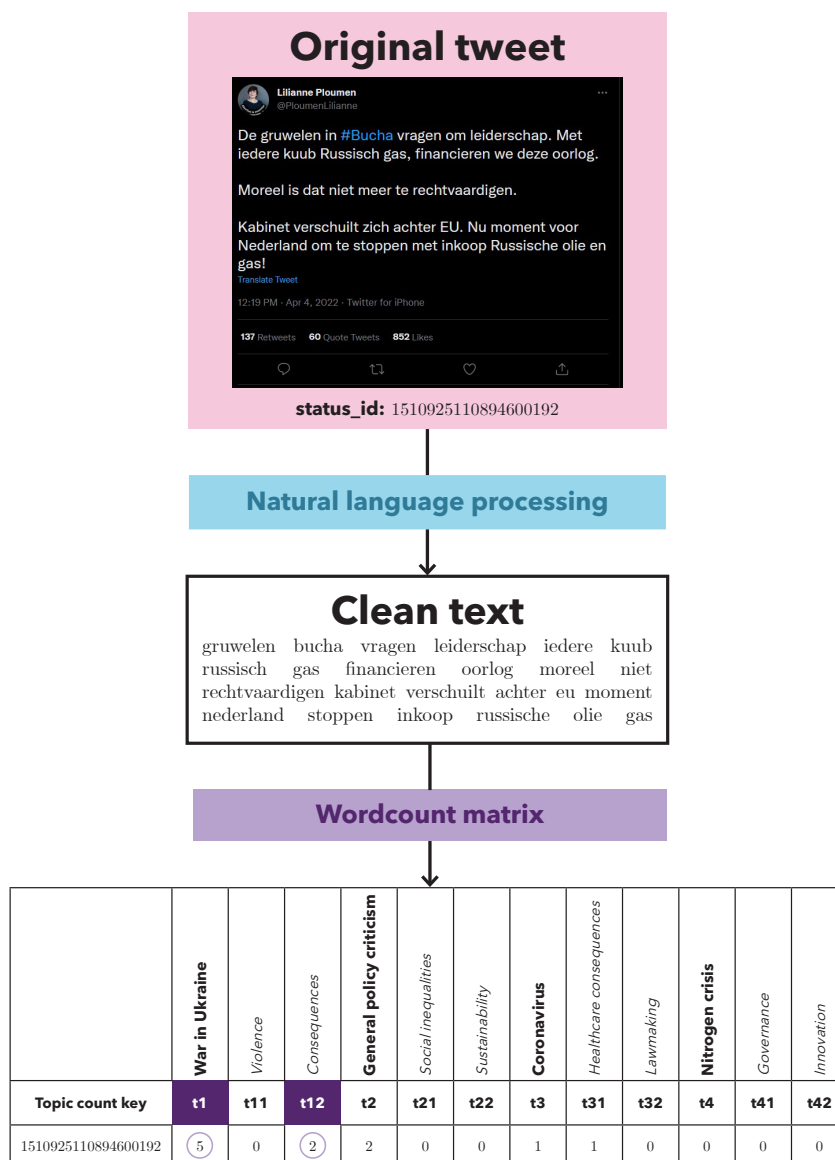 Original tweet
Lilianne Ploumen
@PloumenLilianne
De gruwelen in #Bucha vragen om leiderschap. Met
iedere kuub Russisch gas, financieren we deze oorlog.
Moreel is dat niet meer te rechtvaardigen.
Kabinet verschuilt zich achter EU. Nu moment voor
Nederland om te stoppen met inkoop Russische olie en
gas!
Translate Tweet
12:19 PM · Apr 4, 2022 · Twitter for iPhone
137 Retweets 60 Quote Tweets 852 Likes
status_id: 1510925110894600192
Natural language processing
Clean text
gruwelen bucha vragen leiderschap iedere kuub
russisch gas financieren oorlog moreel niet
rechtvaardigen kabinet verschuilt achter eu moment
nederland stoppen inkoop russische olie gas
Wordcount matrix
War in Ukraine
Violence
Consequences
General policy criticism
Social inequalities
Sustainability
Coronavirus
Healthcare consequences
Lawmaking
Nitrogen crisis
Governance
Innovation
Topic count key t1 t11 t12 t2 t21 t22 t3 t31 t32 t4 t41 t42
1510925110894600192 5 0 2 2 0 0 1 1 0 0 0 0